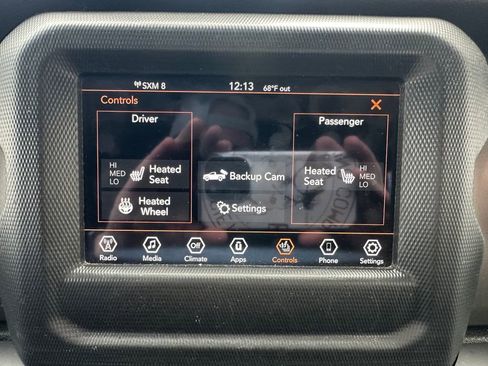 SXM 8 12:13 68°F out
Controls X
Driver
Passenger
HI
MED
LO
Heated
Seat
Backup Cam
Heated
Seat
HI
MED
LO
Heated
Wheel
Settings
Radio Media Climate Off Apps Controls Phone Settings